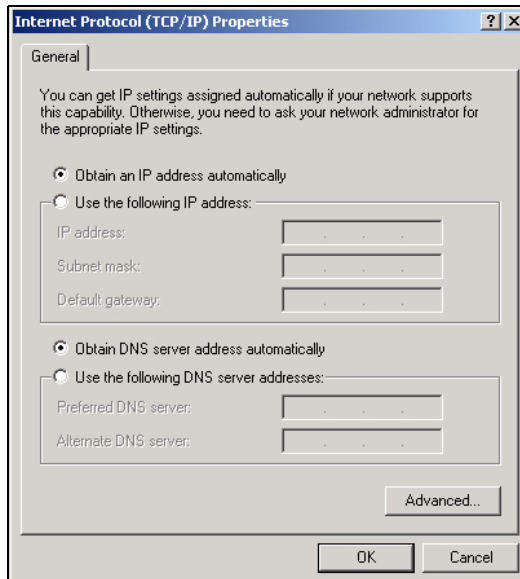 Internet Protocol (TCP/IP) Properties
General
You can get IP settings assigned automatically if your network supports
this capability. Otherwise, you need to ask your network administrator for
the appropriate IP settings.
Obtain an IP address automatically
Use the following IP address:
IP address:
Subnet mask:
Default gateway:
Obtain DNS server address automatically
Use the following DNS server addresses:
Preferred DNS server:
Alternate DNS server:
Advanced...
OK
Cancel